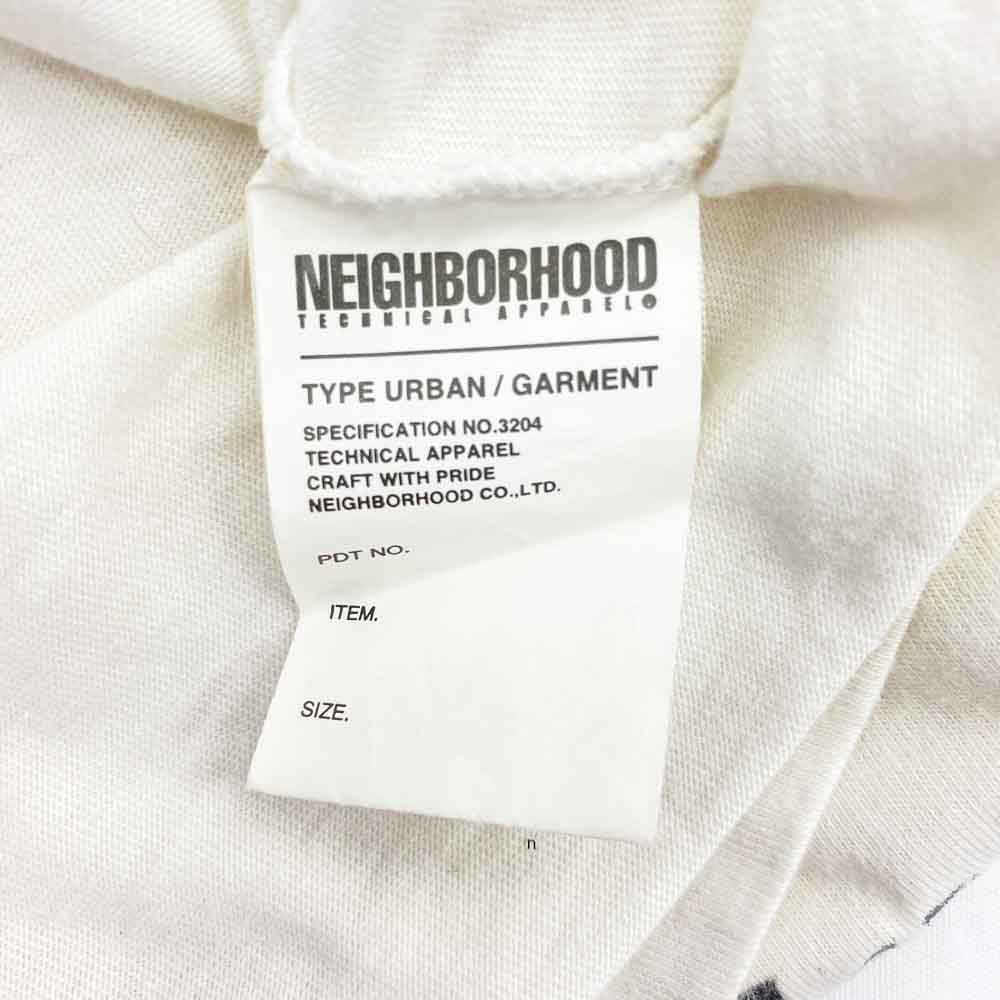 NEIGHBORHOOD
TECHNICAL APPAREL
TYPE URBAN / GARMENT
SPECIFICATION NO.3204
TECHNICAL APPAREL
CRAFT WITH PRIDE
NEIGHBORHOOD CO.,LTD.
PDT NO.
ITEM.
SIZE.
n